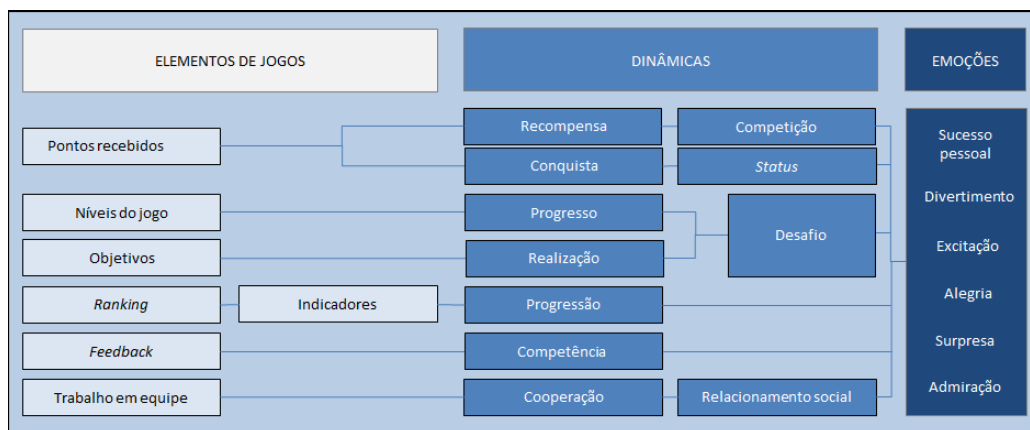 ELEMENTOS DE JOGOS
DINÂMICAS
EMOÇÕES
Pontos recebidos
Recompensa
Competição
Conquista
Status
Níveis do jogo
Progresso
Objetivos
Realização
Desafio
Ranking
Indicadores
Progressão
Feedback
Competência
Trabalho em equipe
Cooperação
Relacionamento social
Sucesso
pessoal
Divertimento
Excitação
Alegria
Surpresa
Admiração